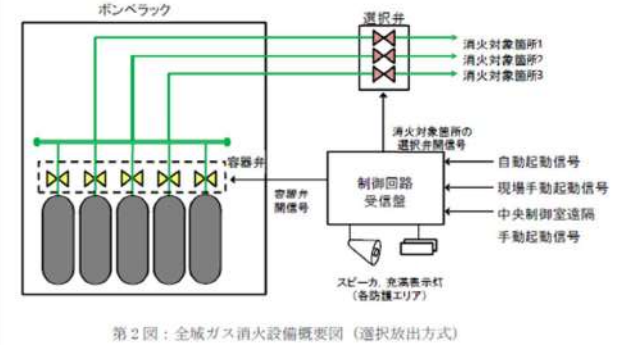 ボンベラック
選択弁
消火対象箇所1
消火対象箇所2
消火対象箇所3
消火対象箇所の
選択弁開信号
容器弁
容器弁
開信号
制御回路
受信盤
自動起動信号
現場手動起動信号
中央制御室遠隔
手動起動信号
スピーカ，充満表示灯
（各防護エリア）
第２図：全域ガス消火設備概要図（選択放出方式）